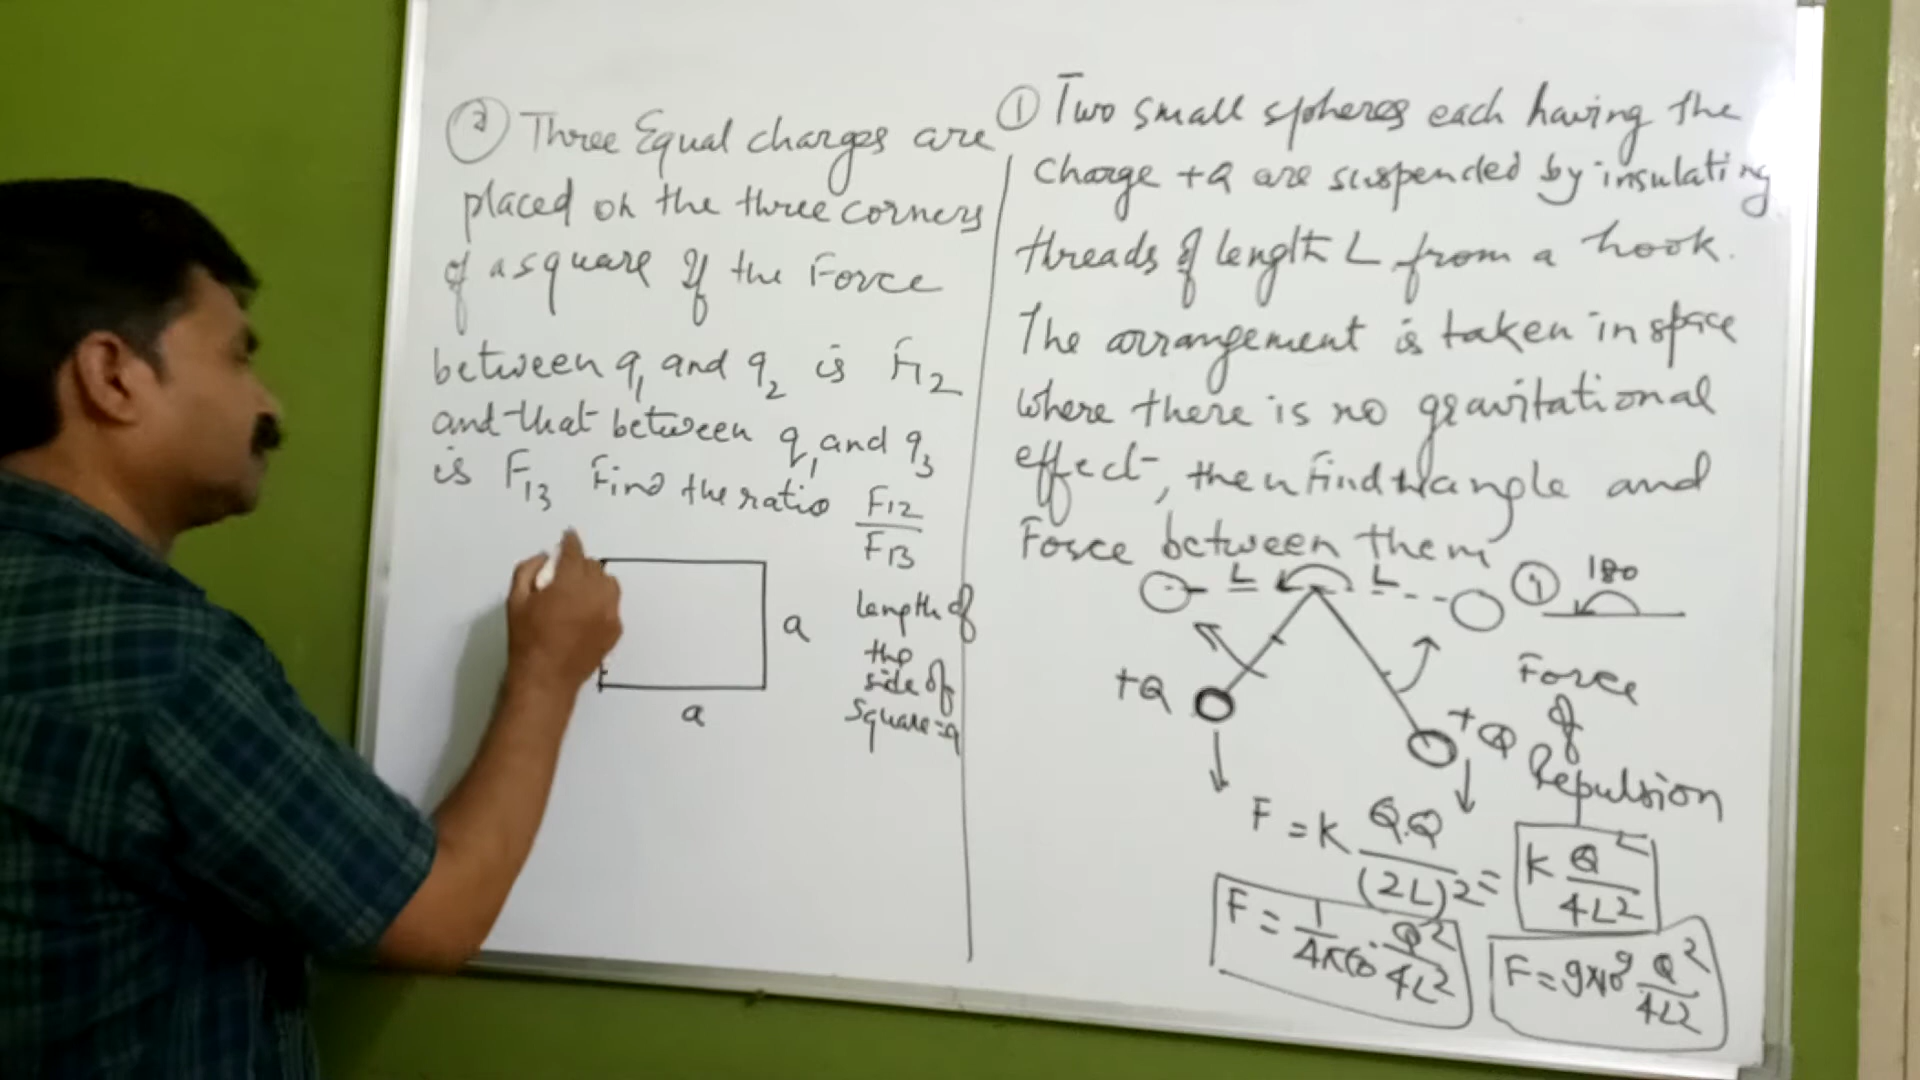 ② Three Equal charges are
placed on the three corners
of a square If the Force
between q₁ and q₂ is F₁₂
and that between q₁ and q₃
is F₁₃ Find the ratio F₁₂/F₁₃
a
a
length of
the
side of
square = a
① Two small spheres each having the
charge +Q are suspended by insulating
threads of length L from a hook.
The arrangement is taken in space
where there is no gravitational
effect, then Find the angle and
Force between them
L L
① 180
+Q
+Q
Force
of
Repulsion
F = K Q.Q/(2L)² = K Q²/4L²
F = 1/4π∈₀ . Q²/4L²
F = 9×10⁹ Q²/4L²